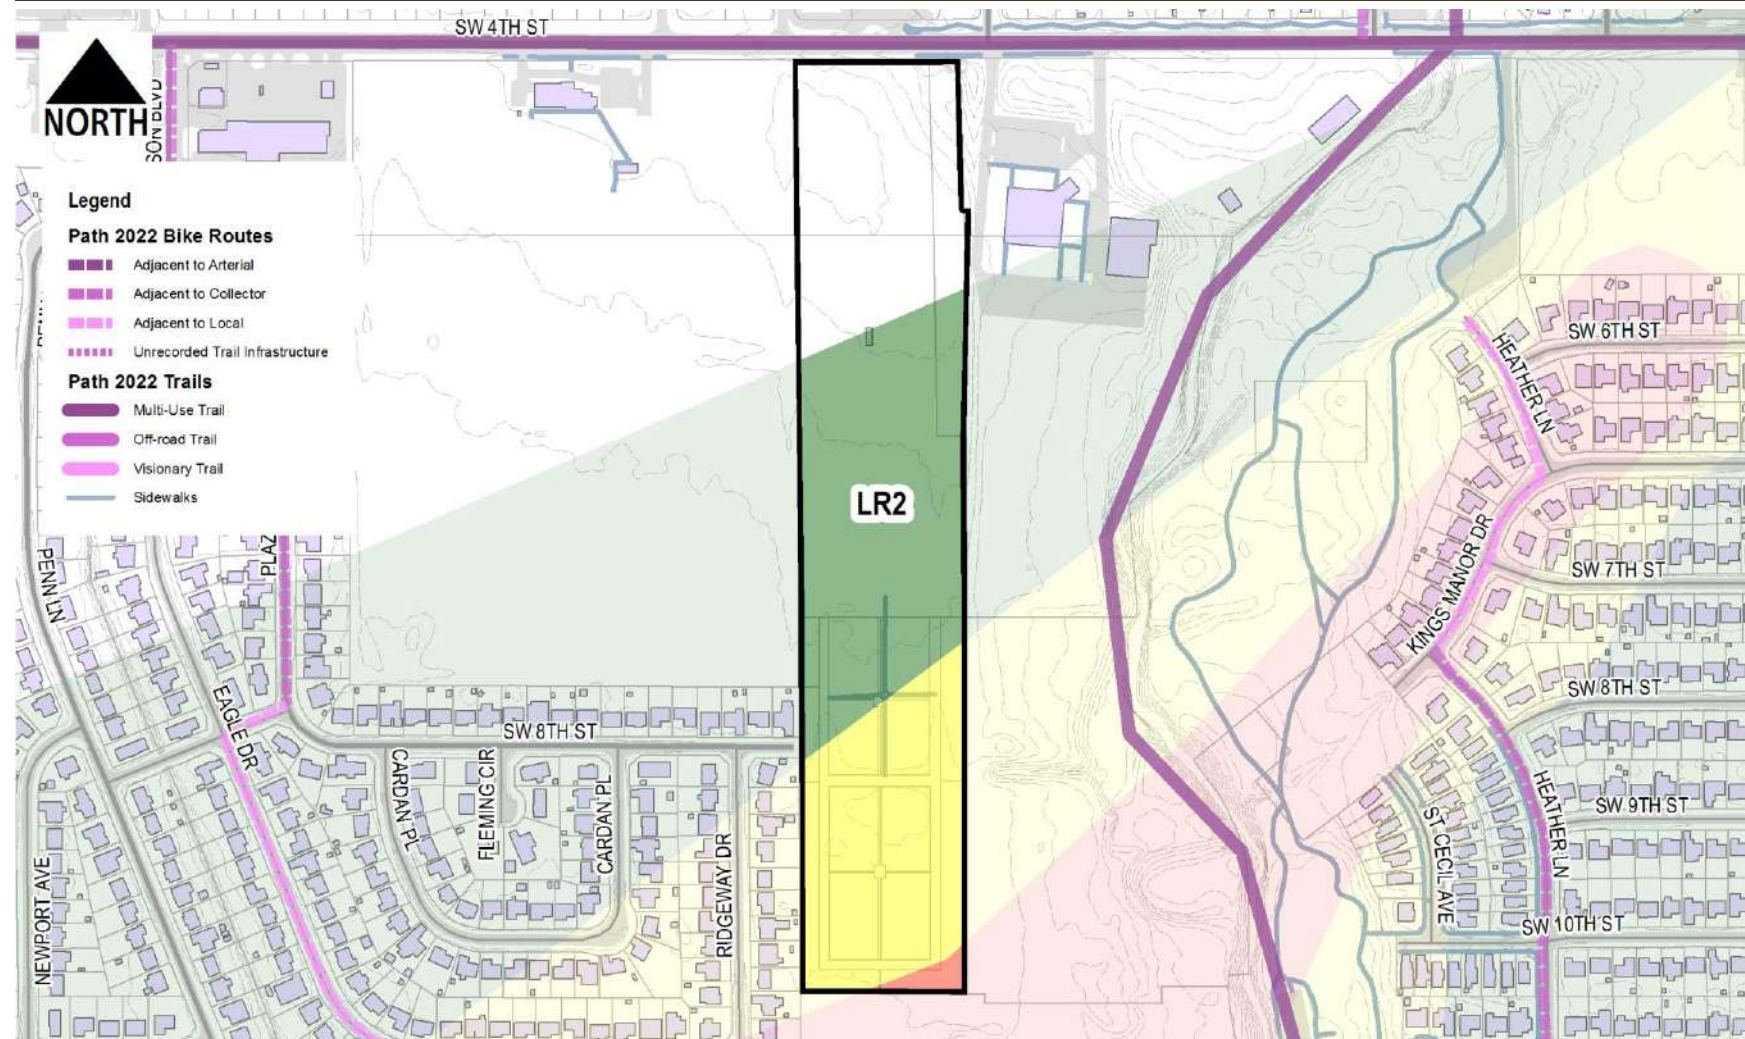 SW 4TH ST
NORTH
SON BLVD
Legend
Path 2022 Bike Routes
Adjacent to Arterial
Adjacent to Collector
Adjacent to Local
Unrecorded Trail Infrastructure
Path 2022 Trails
Multi-Use Trail
Off-road Trail
Visionary Trail
Sidewalks
LR2
SW 6TH ST
HEATHER LN
SW 7TH ST
KINGS MANOR DR
SW 8TH ST
PENN LN
PLAZ
EAGLE DR
SW 8TH ST
CARDAN PL
FLEMING CIR
CARDAN PL
RIDGEWAY DR
NEWPORT AVE
HEATHER LN
SW 9TH ST
ST CECIL AVE
SW 10TH ST